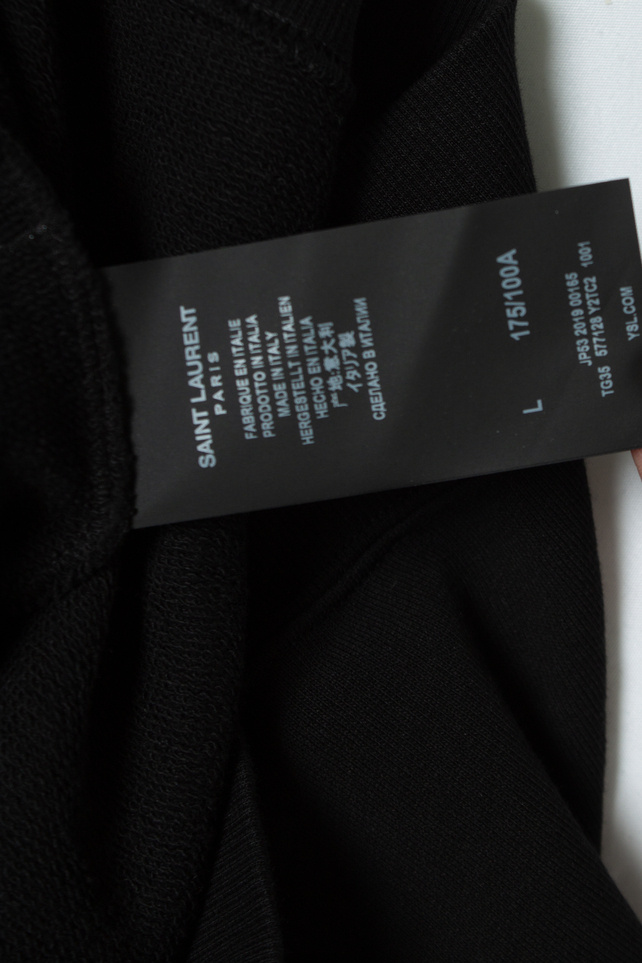 SAINT LAURENT
PARIS
FABRIQUE EN ITALIE
PRODOTTO IN ITALIA
MADE IN ITALY
HERGESTELLT IN ITALIEN
HECHO EN ITALIA
产地:意大利
イタリア製
СДЕЛАНО В ИТАЛИИ
L 175/100A
JP53 2019 00165
TG35 577128 Y2TC2 1001
YSL.COM